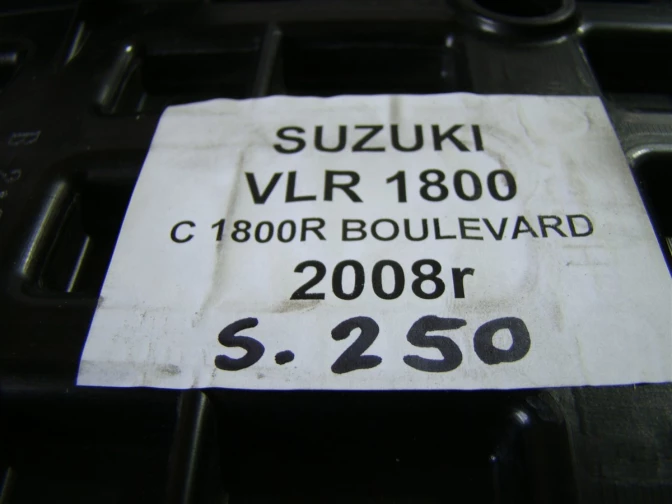 SUZUKI
VLR 1800
C 1800R BOULEVARD
2008r
S. 250